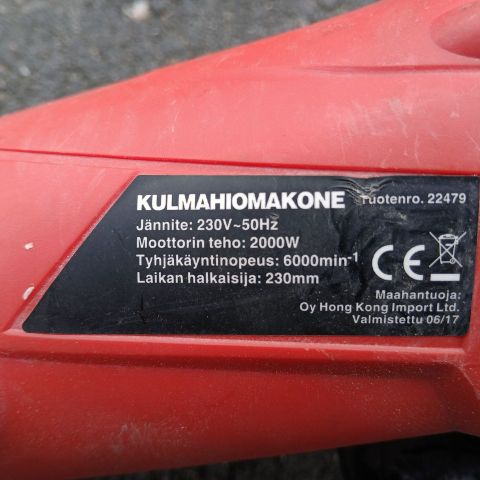 KULMAHIOMAKONE Tuotenro. 22479
Jännite: 230V~50Hz
Moottorin teho: 2000W
Tyhjäkäyntinopeus: 6000min⁻¹
Laikan halkaisija: 230mm
CE
Maahantuoja:
Oy Hong Kong Import Ltd.
Valmistettu 06/17